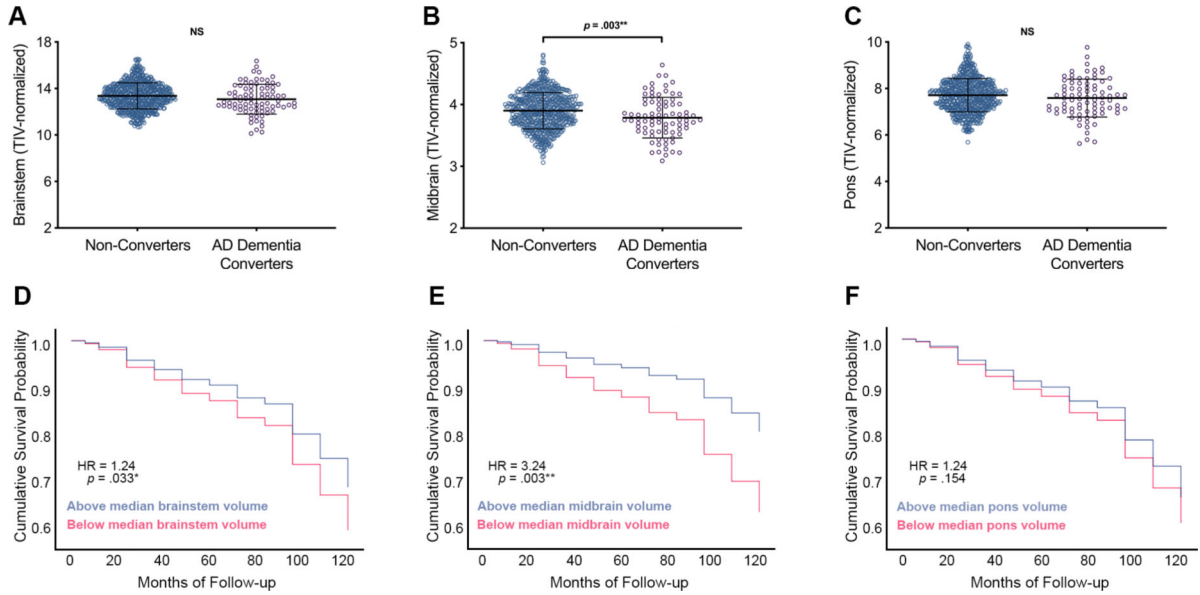 A
NS
Brainstem (TIV-normalized)
18
14
10
6
2
Non-Converters
AD Dementia
Converters
B
p = .003**
Midbrain (TIV-normalized)
5
4
3
2
Non-Converters
AD Dementia
Converters
C
NS
Pons (TIV-normalized)
10
8
6
4
2
Non-Converters
AD Dementia
Converters
D
Cumulative Survival Probability
1.0
0.9
0.8
0.7
0.6
HR = 1.24
p = .033*
Above median brainstem volume
Below median brainstem volume
0 20 40 60 80 100 120
Months of Follow-up
E
Cumulative Survival Probability
1.0
0.9
0.8
0.7
0.6
HR = 3.24
p = .003**
Above median midbrain volume
Below median midbrain volume
0 20 40 60 80 100 120
Months of Follow-up
F
Cumulative Survival Probability
1.0
0.9
0.8
0.7
0.6
HR = 1.24
p = .154
Above median pons volume
Below median pons volume
0 20 40 60 80 100 120
Months of Follow-up